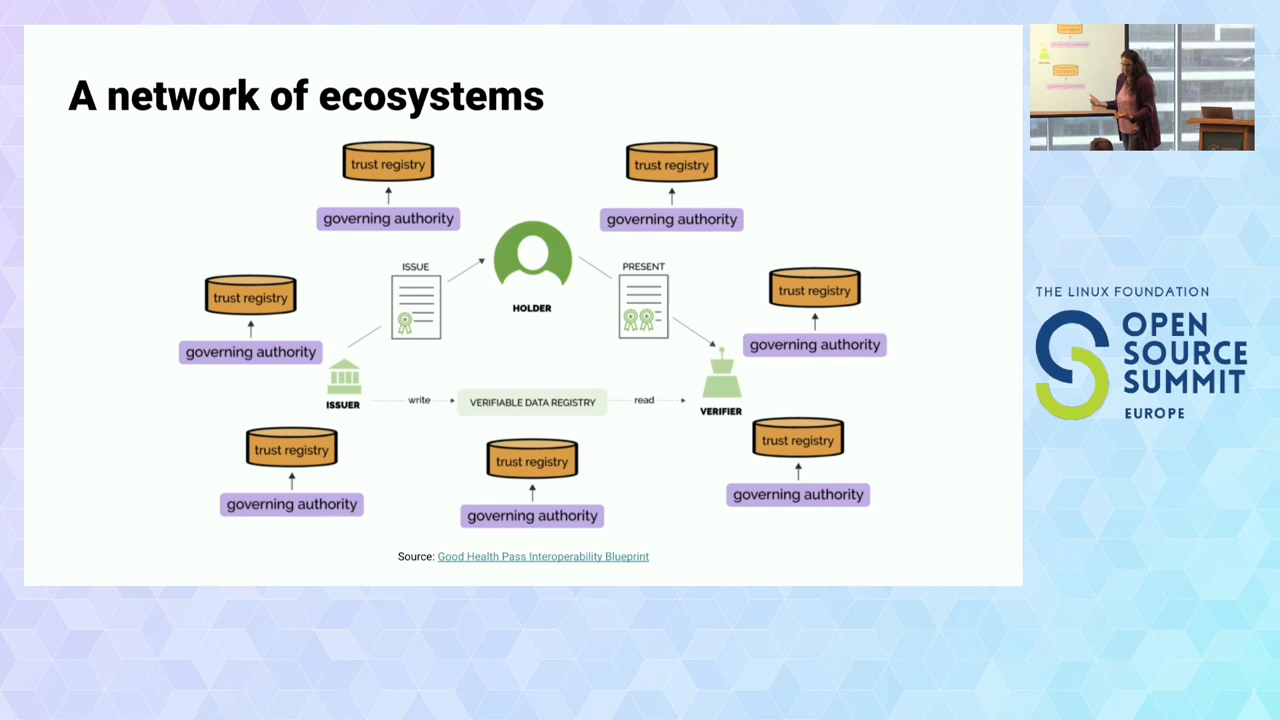 A network of ecosystems
trust registry
governing authority
trust registry
governing authority
ISSUE
HOLDER
PRESENT
trust registry
governing authority
trust registry
governing authority
ISSUER
write
VERIFIABLE DATA REGISTRY
read
VERIFIER
trust registry
governing authority
trust registry
governing authority
trust registry
governing authority
Source: Good Health Pass Interoperability Blueprint
THE LINUX FOUNDATION
OPEN
SOURCE
SUMMIT
EUROPE